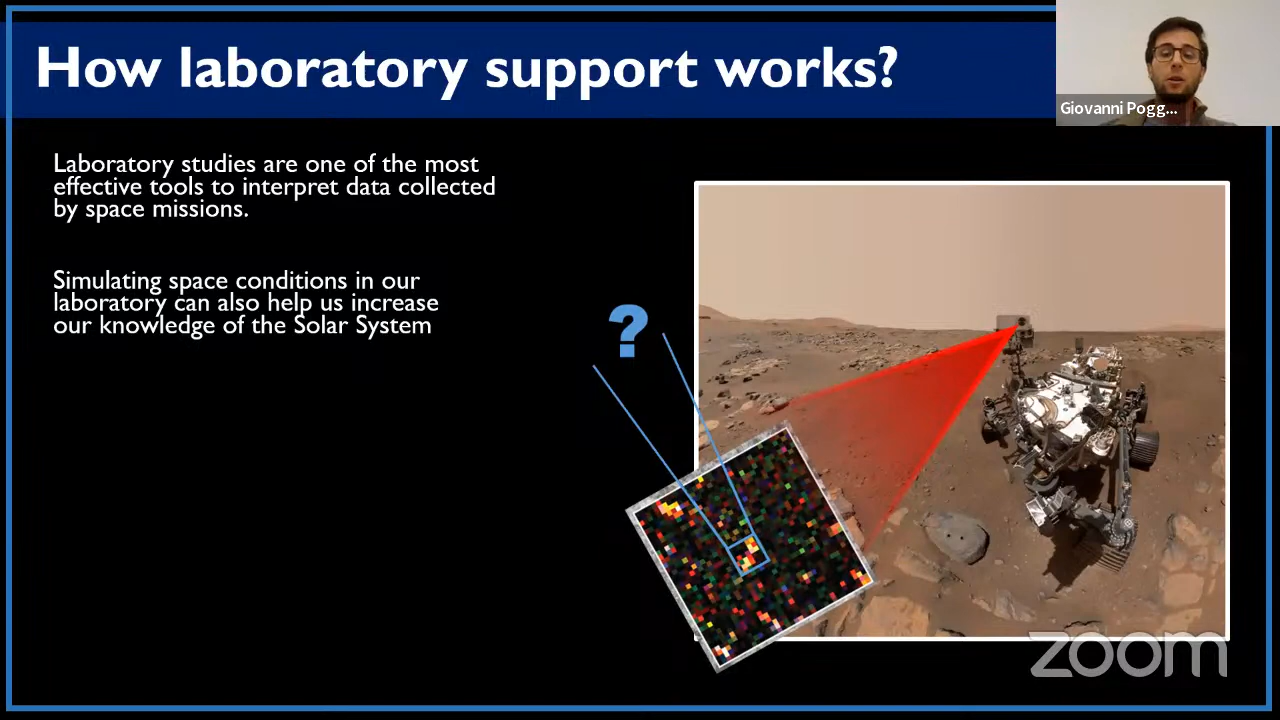 How laboratory support works?
Giovanni Pogg...
Laboratory studies are one of the most
effective tools to interpret data collected
by space missions.
Simulating space conditions in our
laboratory can also help us increase
our knowledge of the Solar System
?
zoom